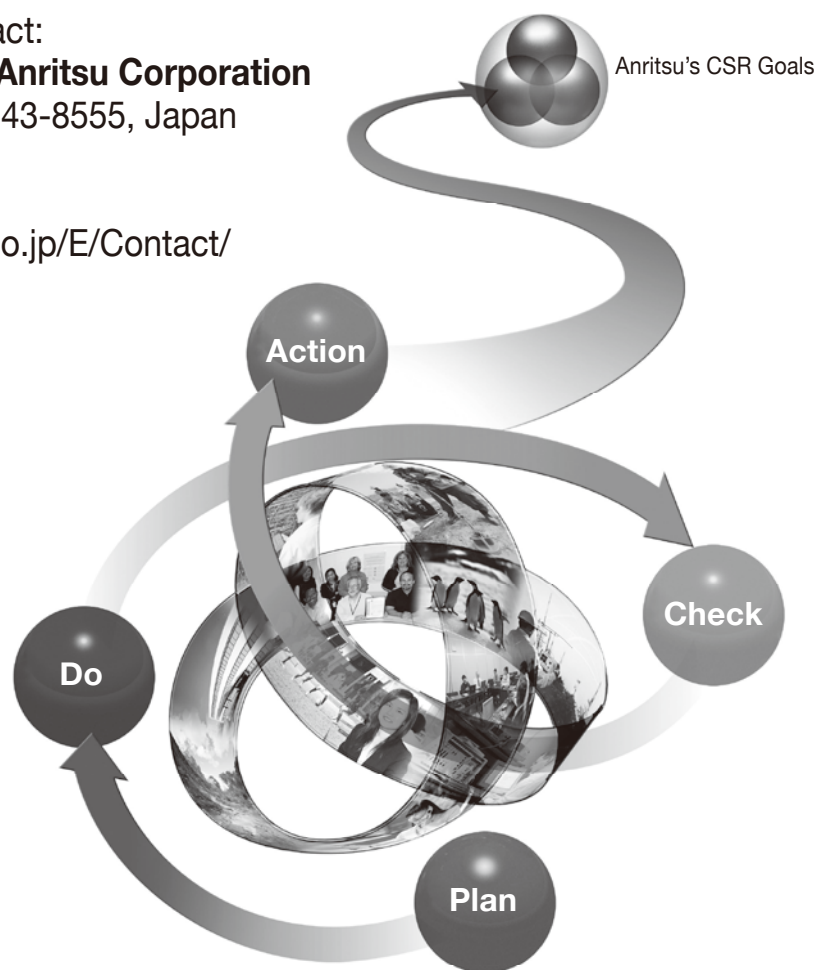 act:
Anritsu Corporation
43-8555, Japan
o.jp/E/Contact/
Anritsu's CSR Goals
Action
Check
Do
Plan